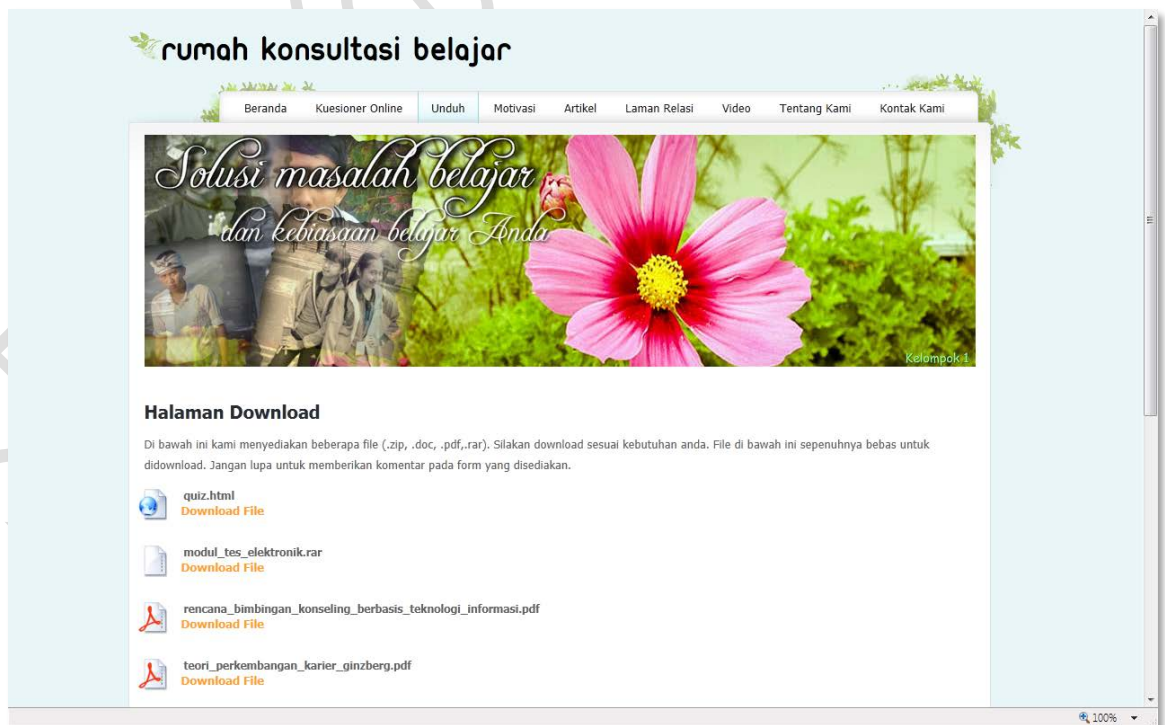 rumah konsultasi belajar
Beranda Kuesioner Online Unduh Motivasi Artikel Laman Relasi Video Tentang Kami Kontak Kami
Solusi masalah belajar
dan kebiasaan belajar Anda
Kelompok 1
Halaman Download
Di bawah ini kami menyediakan beberapa file (.zip, .doc, .pdf,.rar). Silakan download sesuai kebutuhan anda. File di bawah ini sepenuhnya bebas untuk
didownload. Jangan lupa untuk memberikan komentar pada form yang disediakan.
quiz.html
Download File
modul_tes_elektronik.rar
Download File
rencana_bimbingan_konseling_berbasis_teknologi_informasi.pdf
Download File
teori_perkembangan_karier_ginzberg.pdf
Download File
100%